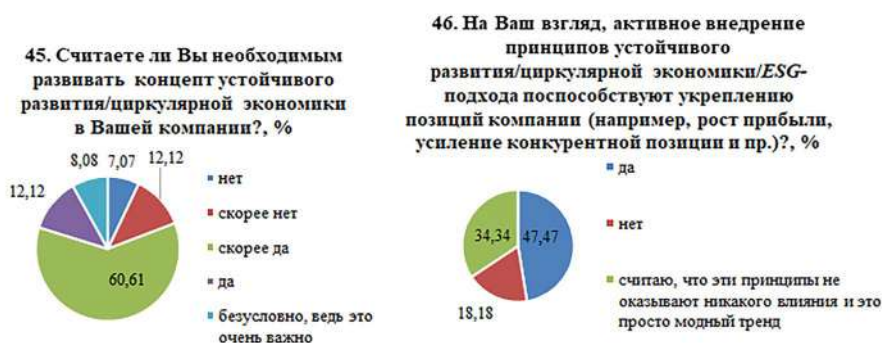 45. Считаете ли Вы необходимым
развивать концепт устойчивого
развития/циркулярной экономики
в Вашей компании?, %
8,08
7,07
12,12
12,12
60,61
нет
скорее нет
скорее да
да
безусловно, ведь это
очень важно
46. На Ваш взгляд, активное внедрение
принципов устойчивого
развития/циркулярной экономики/ESG-
подхода поспособствуют укреплению
позиций компании (например, рост прибыли,
усиление конкурентной позиции и пр.)?, %
34,34
47,47
18,18
да
нет
считаю, что эти принципы не
оказывают никакого влияния и это
просто модный тренд